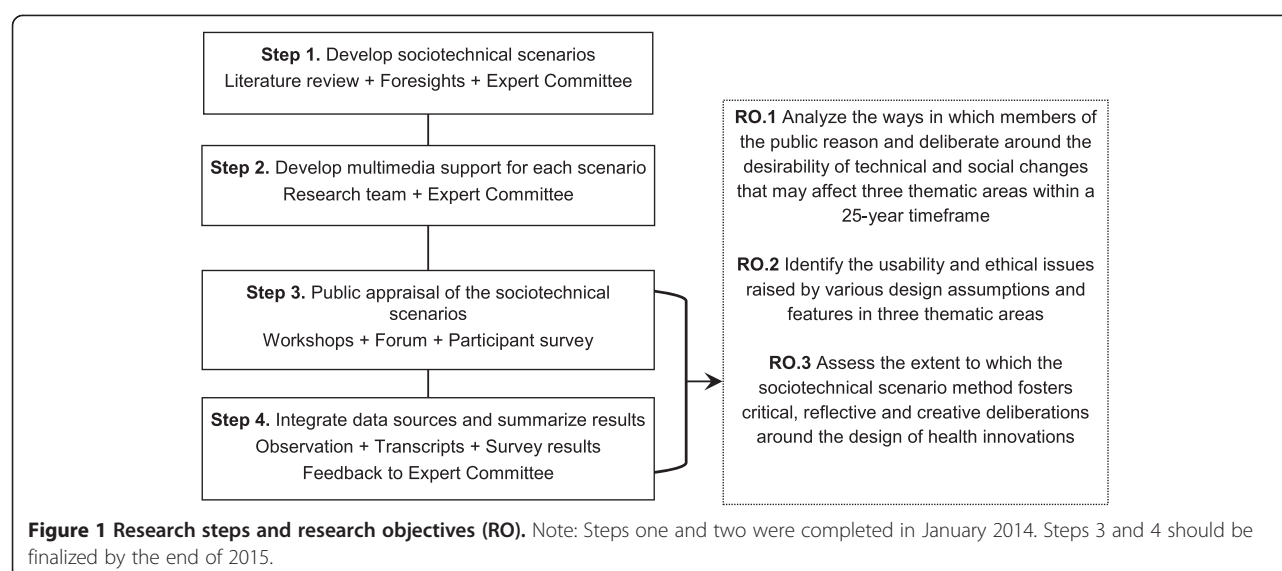 Step 1. Develop sociotechnical scenarios
Literature review + Foresights + Expert Committee
Step 2. Develop multimedia support for each scenario
Research team + Expert Committee
Step 3. Public appraisal of the sociotechnical
scenarios
Workshops + Forum + Participant survey
Step 4. Integrate data sources and summarize results
Observation + Transcripts + Survey results
Feedback to Expert Committee
RO.1 Analyze the ways in which members of
the public reason and deliberate around the
desirability of technical and social changes
that may affect three thematic areas within a
25-year timeframe
RO.2 Identify the usability and ethical issues
raised by various design assumptions and
features in three thematic areas
RO.3 Assess the extent to which the
sociotechnical scenario method fosters
critical, reflective and creative deliberations
around the design of health innovations
Figure 1 Research steps and research objectives (RO). Note: Steps one and two were completed in January 2014. Steps 3 and 4 should be
finalized by the end of 2015.